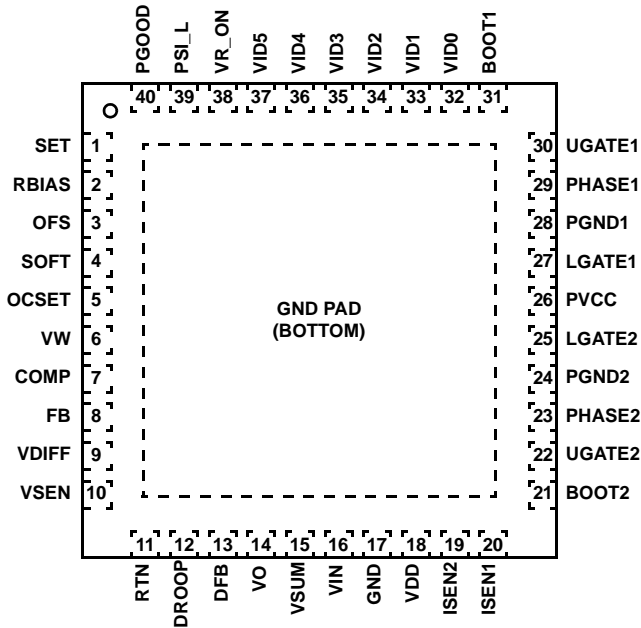 PGOOD
PSI_L
VR_ON
VID5
VID4
VID3
VID2
VID1
VID0
BOOT1
40 39 38 37 36 35 34 33 32 31
SET 1
RBIAS 2
OFS 3
SOFT 4
OCSET 5
VW 6
COMP 7
FB 8
VDIFF 9
VSEN 10
GND PAD
(BOTTOM)
30 UGATE1
29 PHASE1
28 PGND1
27 LGATE1
26 PVCC
25 LGATE2
24 PGND2
23 PHASE2
22 UGATE2
21 BOOT2
11 12 13 14 15 16 17 18 19 20
RTN
DROOP
DFB
VO
VSUM
VIN
GND
VDD
ISEN2
ISEN1